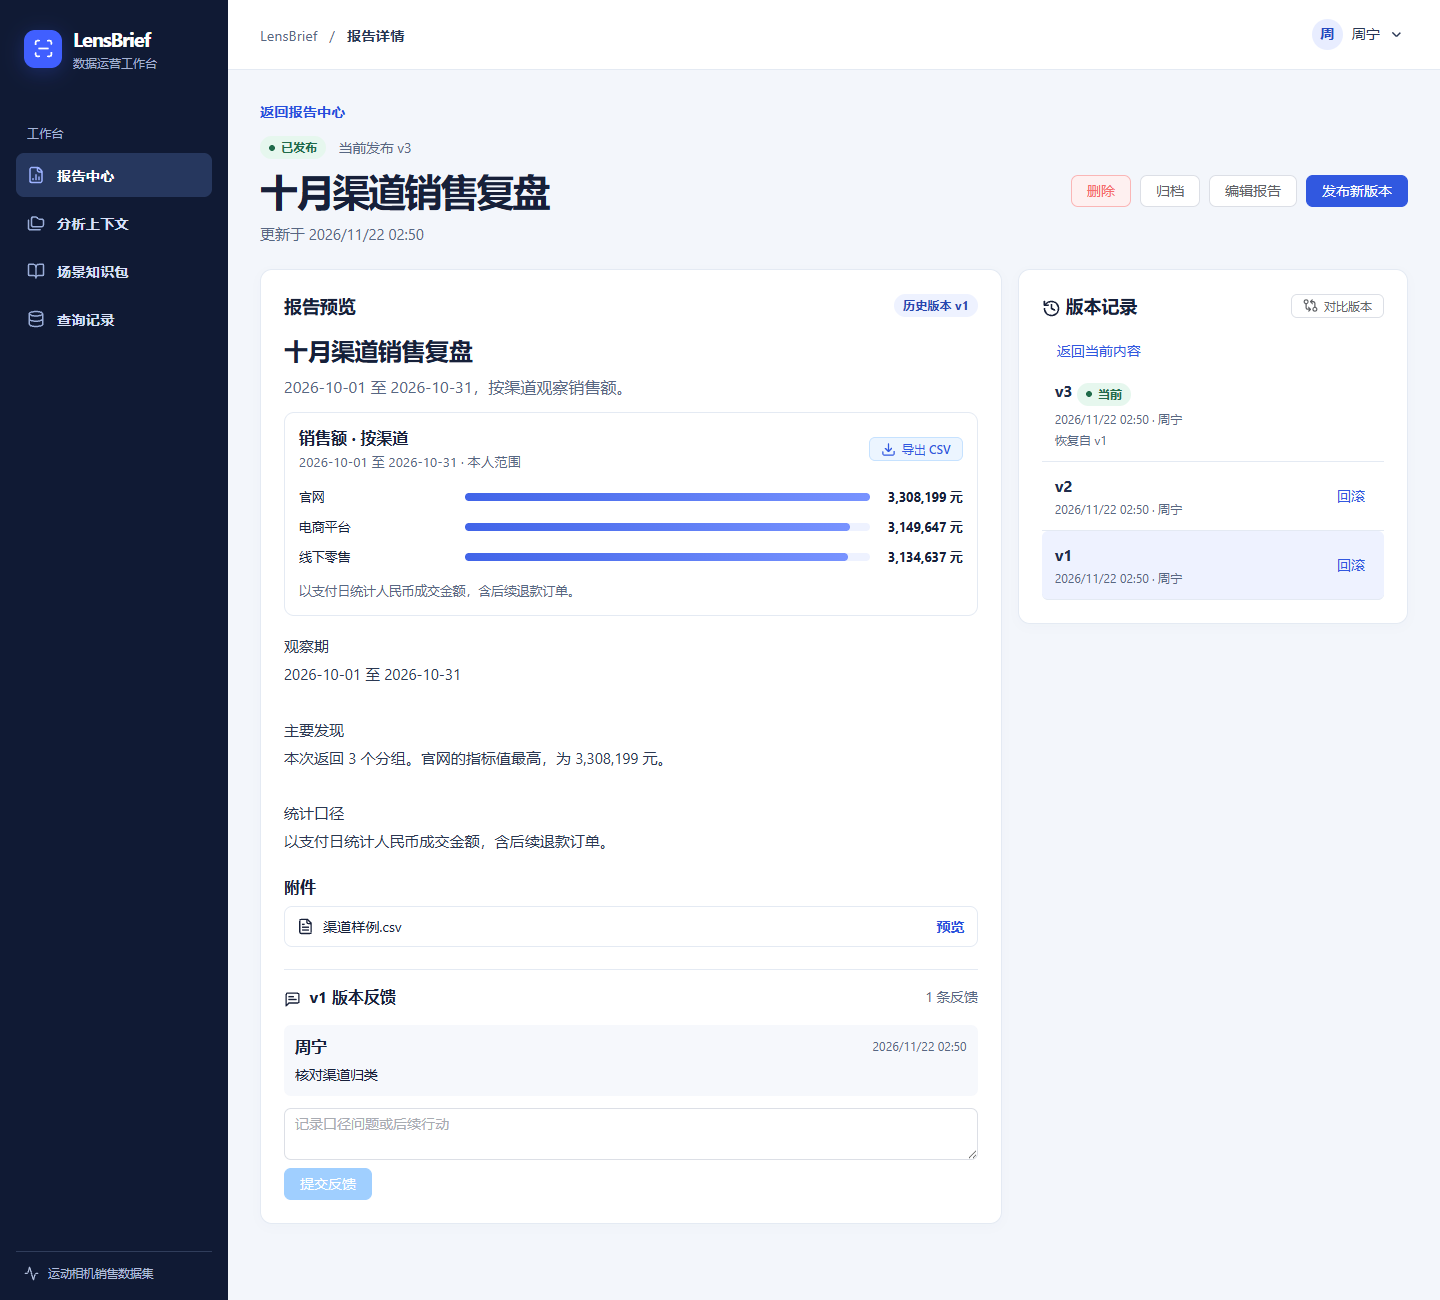 LensBrief
数据运营工作台
工作台
报告中心
分析上下文
场景知识包
查询记录
运动相机销售数据集
LensBrief / 报告详情
周 周宁
返回报告中心
已发布 当前发布 v3
十月渠道销售复盘
更新于 2026/11/22 02:50
删除 归档 编辑报告 发布新版本
报告预览 历史版本 v1
十月渠道销售复盘
2026-10-01 至 2026-10-31，按渠道观察销售额。
销售额 · 按渠道
2026-10-01 至 2026-10-31 · 本人范围
导出 CSV
官网 3,308,199 元
电商平台 3,149,647 元
线下零售 3,134,637 元
以支付日统计人民币成交金额，含后续退款订单。
观察期
2026-10-01 至 2026-10-31
主要发现
本次返回 3 个分组。官网的指标值最高，为 3,308,199 元。
统计口径
以支付日统计人民币成交金额，含后续退款订单。
附件
渠道样例.csv 预览
v1 版本反馈 1 条反馈
周宁 2026/11/22 02:50
核对渠道归类
记录口径问题或后续行动
提交反馈
版本记录 对比版本
返回当前内容
v3 当前
2026/11/22 02:50 · 周宁
恢复自 v1
v2
2026/11/22 02:50 · 周宁
回滚
v1
2026/11/22 02:50 · 周宁
回滚